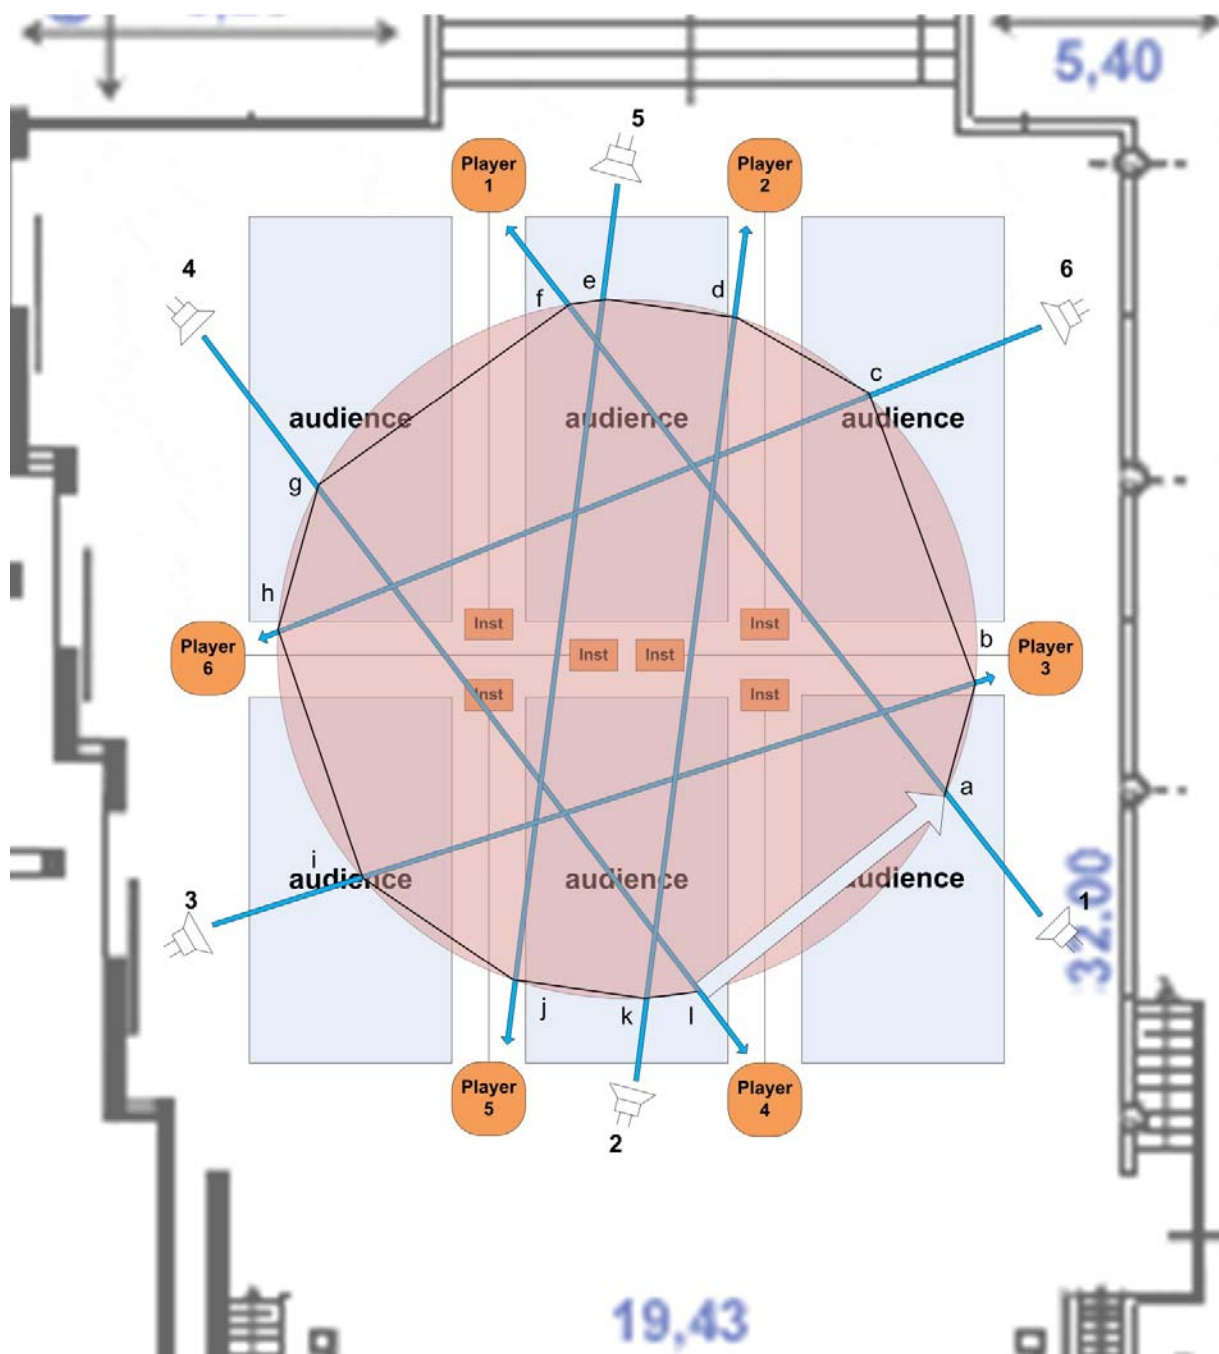 5,40
5
Player
1
Player
2
4
6
e
d
f
c
audience
audience
audience
g
h
Inst
Inst
b
Player
6
Inst
Inst
Player
3
Inst
Inst
a
i
audience
audience
audience
3
1
32.00
j
k
l
Player
5
Player
4
2
19,43